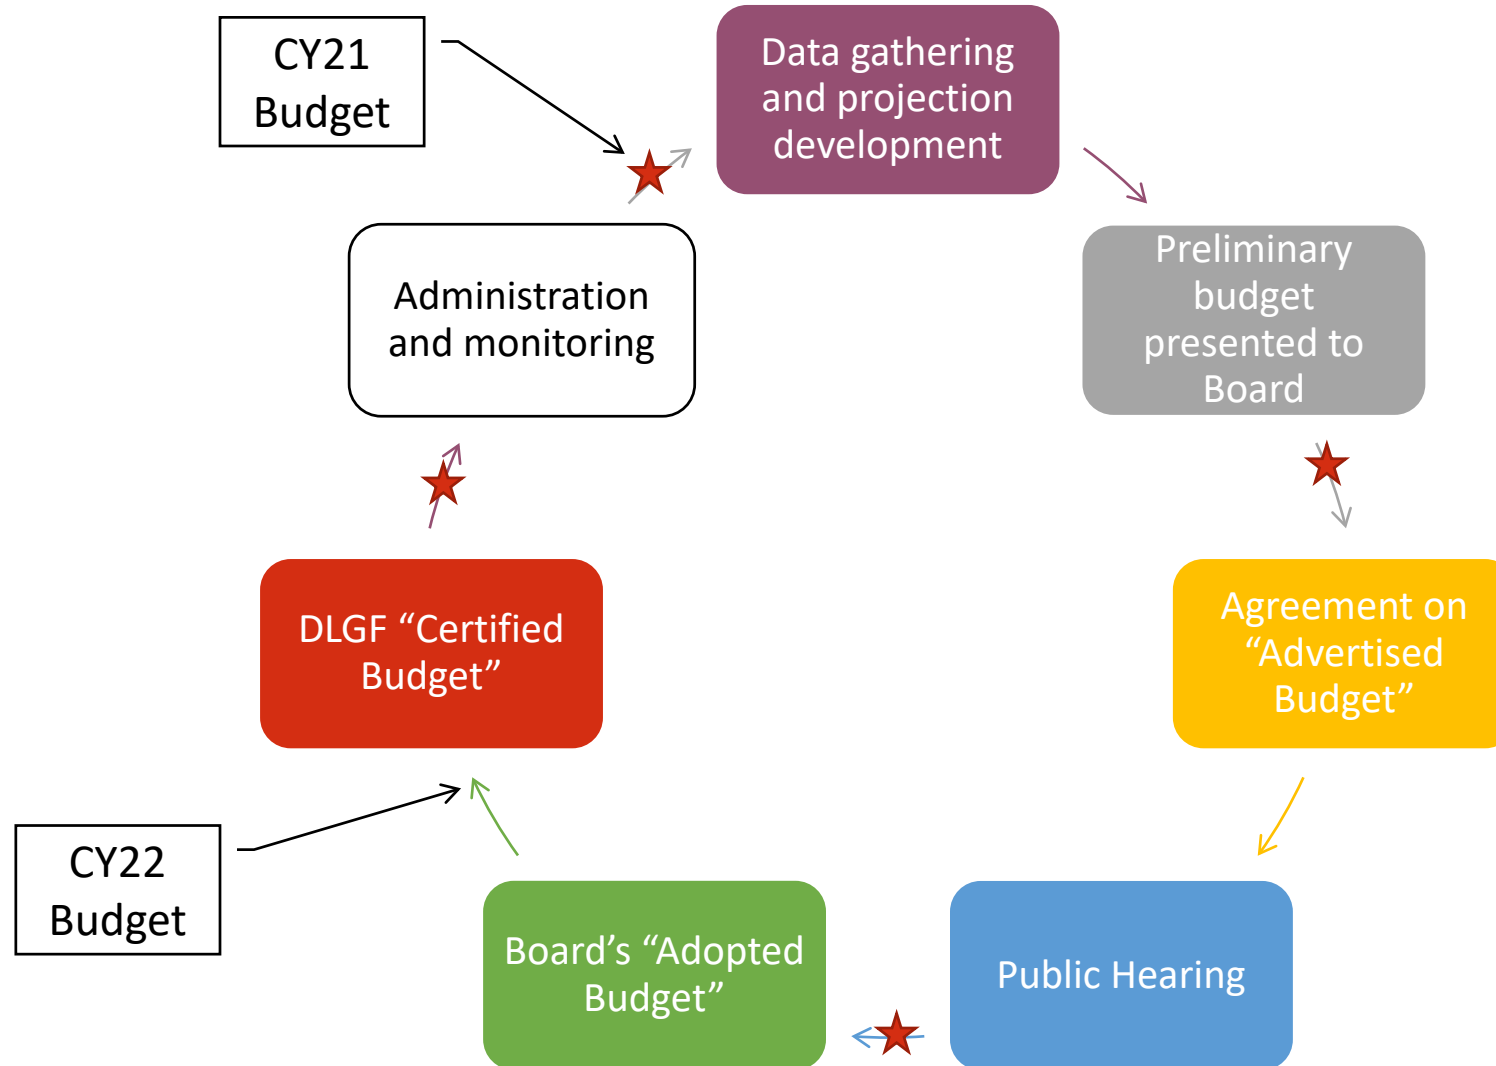 CY21
Budget
Data gathering
and projection
development
Preliminary
budget
presented to
Board
Agreement on
“Advertised
Budget”
Public Hearing
Board’s “Adopted
Budget”
CY22
Budget
DLGF “Certified
Budget”
Administration
and monitoring